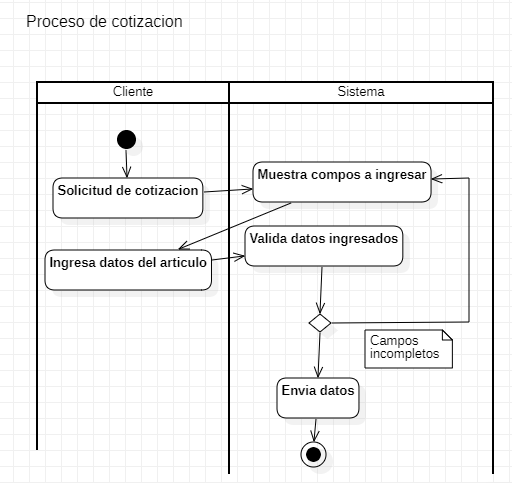 Proceso de cotizacion
Cliente
Sistema
Solicitud de cotizacion
Muestra compos a ingresar
Ingresa datos del articulo
Valida datos ingresados
Campos
incompletos
Envia datos